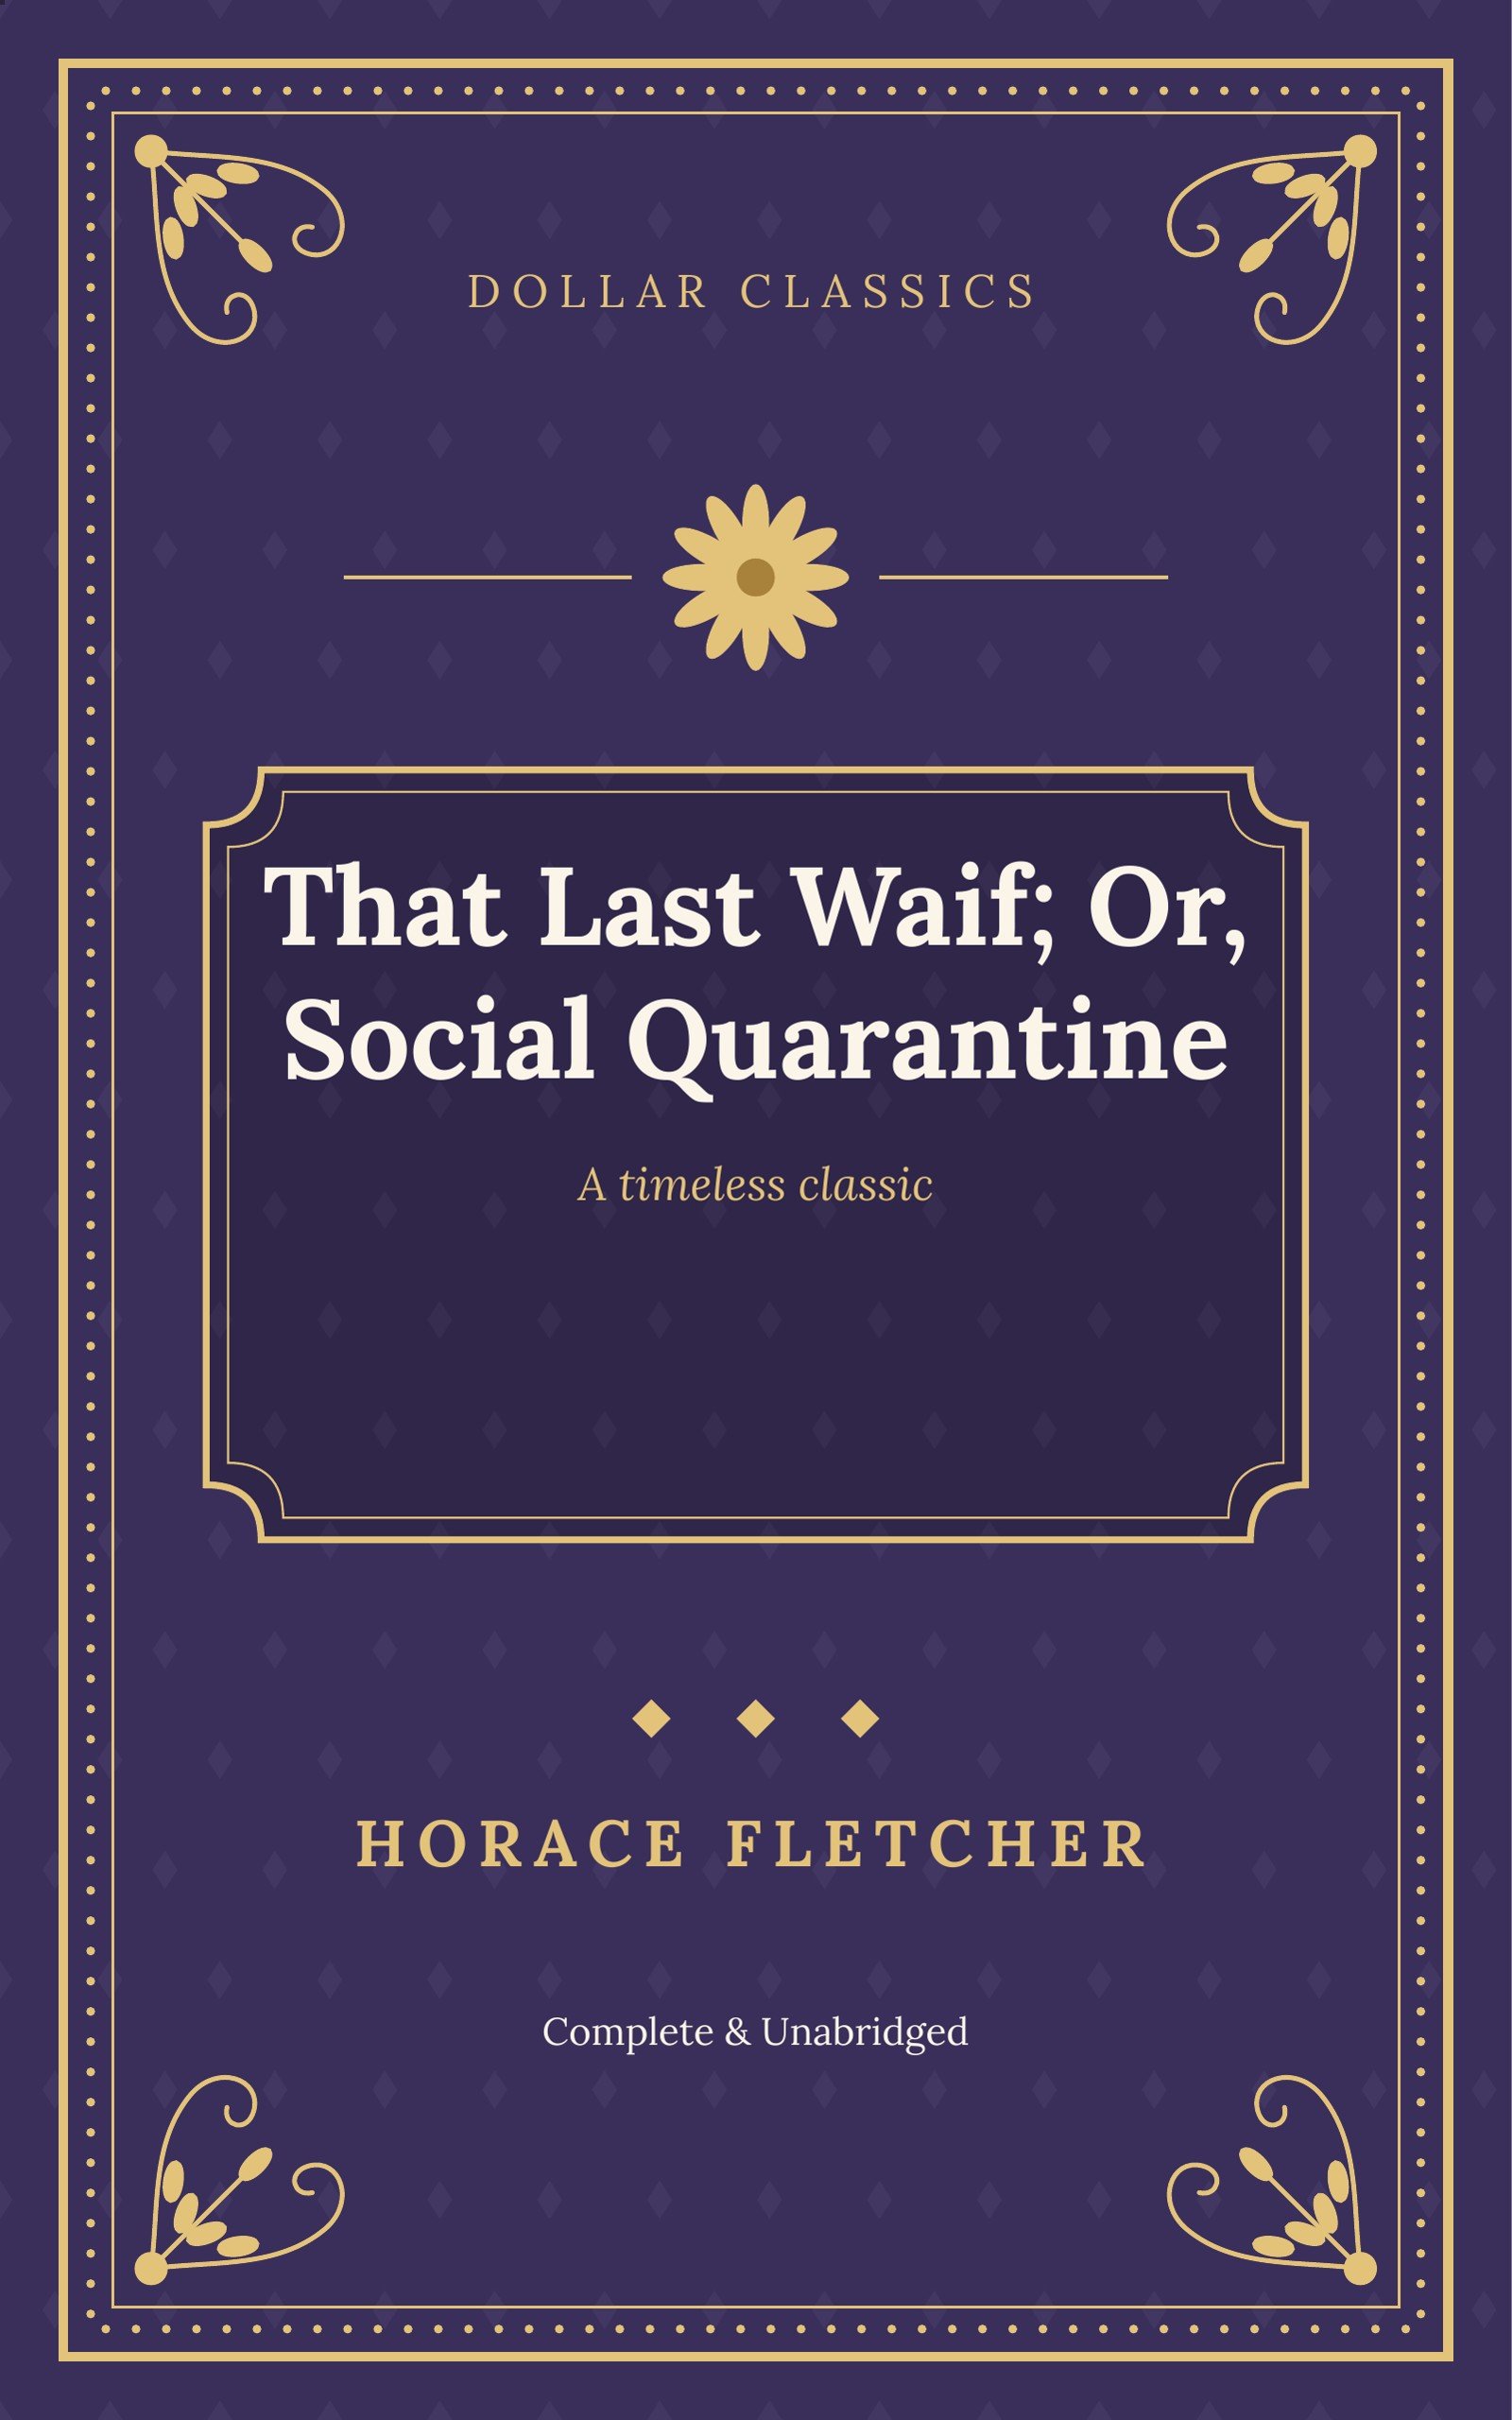 DOLLAR CLASSICS
That Last Waif; Or,
Social Quarantine
A timeless classic
HORACE FLETCHER
Complete & Unabridged